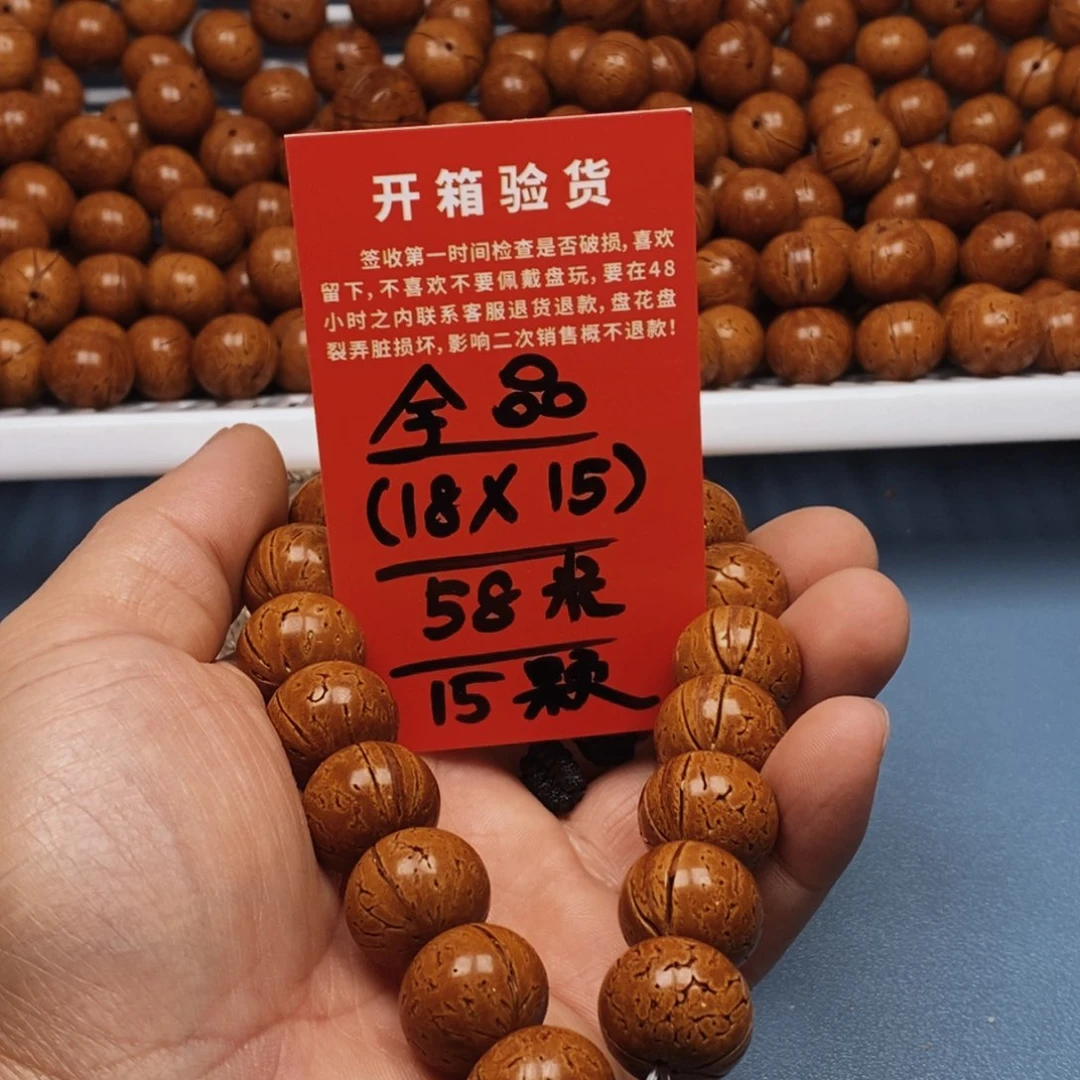 开箱验货
签收第一时间检查是否破损,喜欢
留下,不喜欢不要佩戴盘玩,要在48
小时之内联系客服退货退款,盘花盘
裂弄脏损坏,影响二次销售概不退款!
全品
(18X15)
58米
15颗